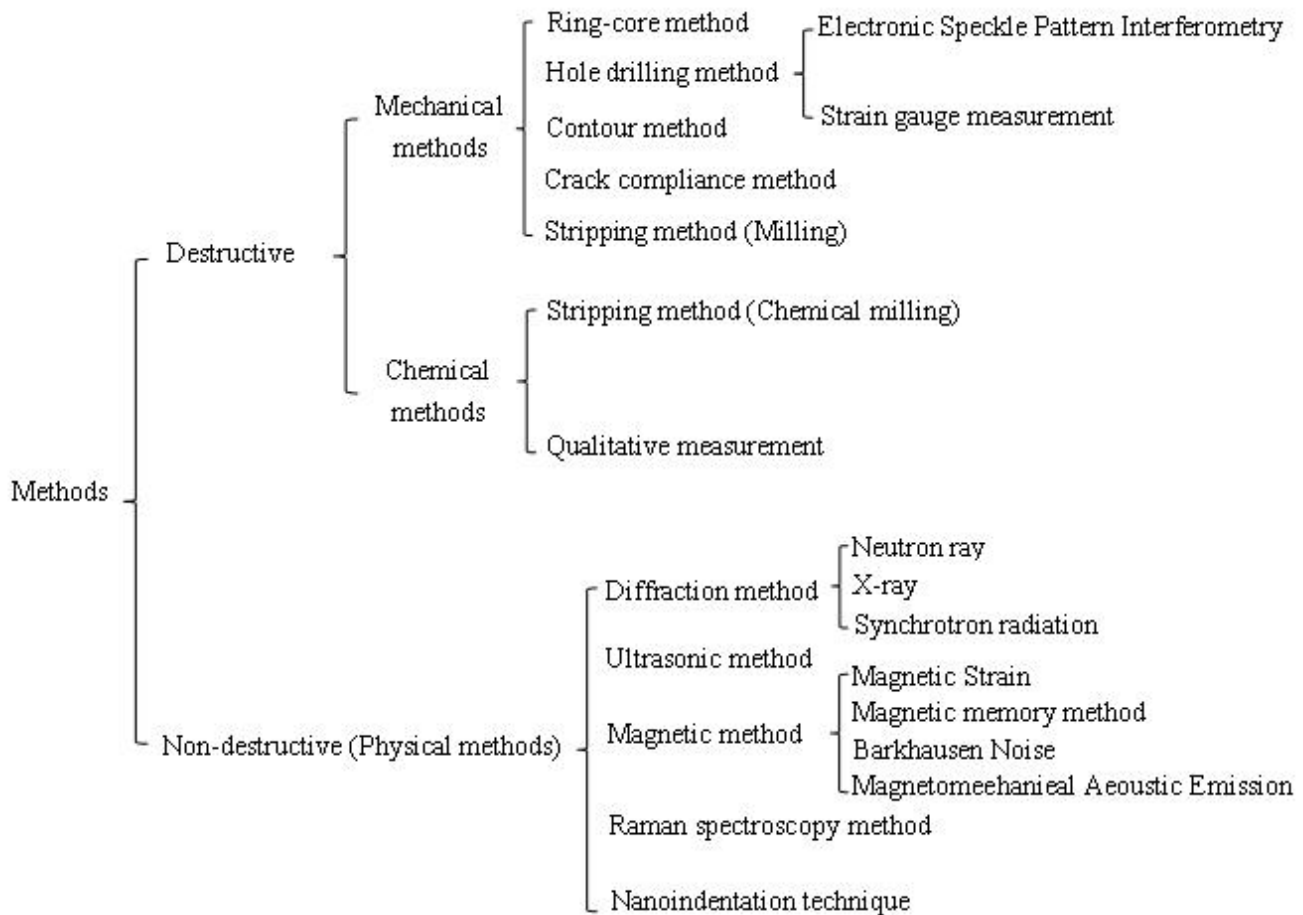 Ring-core method
Electronic Speckle Pattern Interferometry
Hole drilling method
Mechanical
methods
Strain gauge measurement
Contour method
Crack compliance method
Stripping method (Milling)
Destructive
Stripping method (Chemical milling)
Chemical
methods
Qualitative measurement
Methods
Neutron ray
Diffraction method
X-ray
Synchrotron radiation
Ultrasonic method
Magnetic Strain
Magnetic memory method
Magnetic method
Non-destructive (Physical methods)
Barkhausen Noise
Magnetomeehanieal Aeoustic Emission
Raman spectroscopy method
Nanoindentation technique